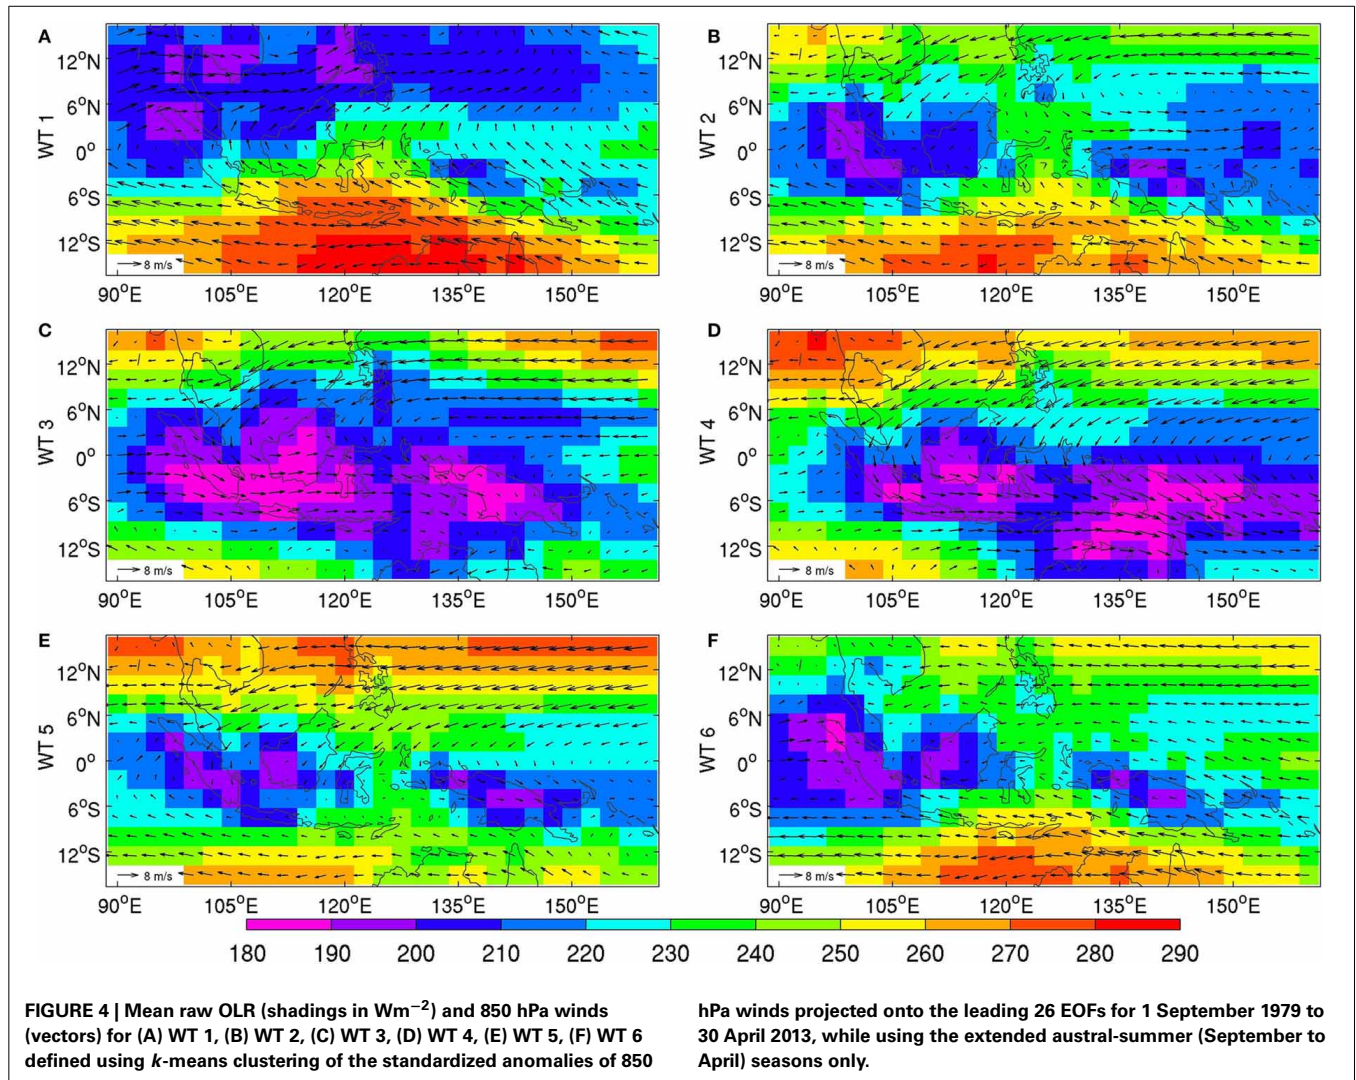 A
WT 1
12°N
6°N
0°
6°S
12°S
8 m/s
90°E 105°E 120°E 135°E 150°E
B
WT 2
12°N
6°N
0°
6°S
12°S
8 m/s
90°E 105°E 120°E 135°E 150°E
C
WT 3
12°N
6°N
0°
6°S
12°S
8 m/s
90°E 105°E 120°E 135°E 150°E
D
WT 4
12°N
6°N
0°
6°S
12°S
8 m/s
90°E 105°E 120°E 135°E 150°E
E
WT 5
12°N
6°N
0°
6°S
12°S
8 m/s
90°E 105°E 120°E 135°E 150°E
F
WT 6
12°N
6°N
0°
6°S
12°S
8 m/s
90°E 105°E 120°E 135°E 150°E
180 190 200 210 220 230 240 250 260 270 280 290
FIGURE 4 | Mean raw OLR (shadings in Wm−2) and 850 hPa winds
(vectors) for (A) WT 1, (B) WT 2, (C) WT 3, (D) WT 4, (E) WT 5, (F) WT 6
defined using k-means clustering of the standardized anomalies of 850
hPa winds projected onto the leading 26 EOFs for 1 September 1979 to
30 April 2013, while using the extended austral-summer (September to
April) seasons only.